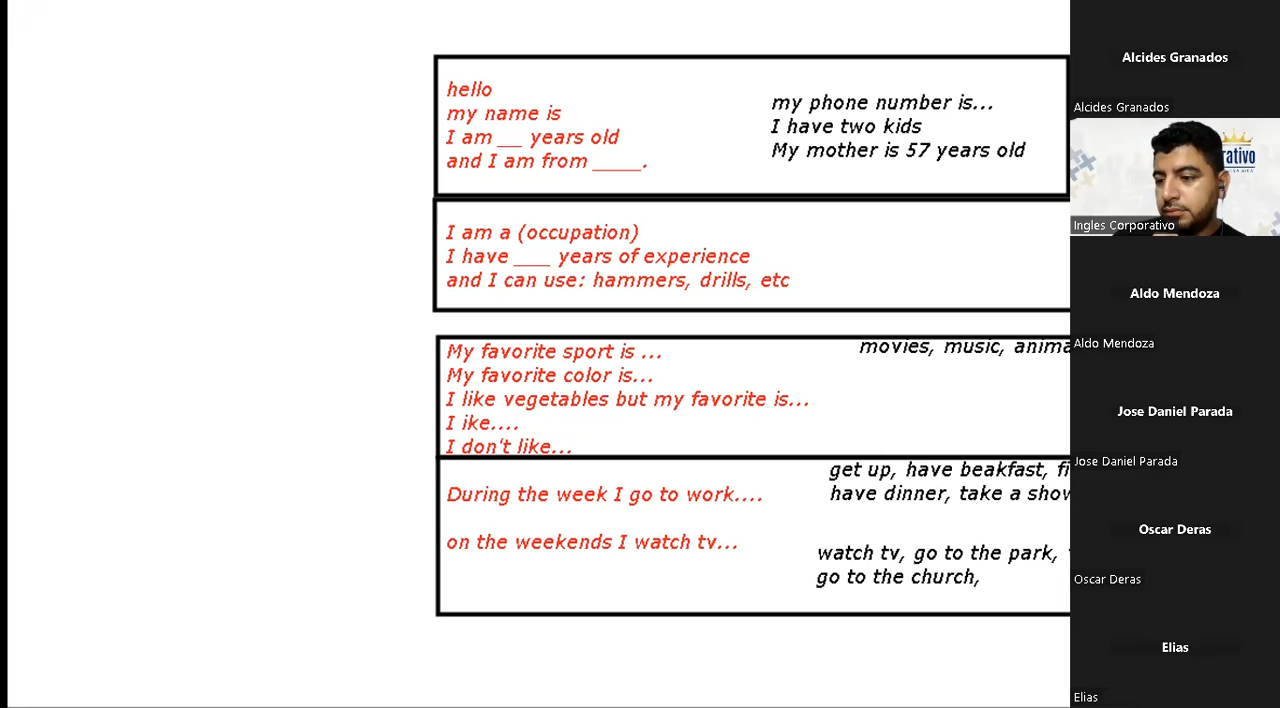 hello
my name is
I am __ years old
and I am from ____.
my phone number is...
I have two kids
My mother is 57 years old
I am a (occupation)
I have ___ years of experience
and I can use: hammers, drills, etc
My favorite sport is ...
My favorite color is...
I like vegetables but my favorite is...
I ike....
I don't like...
movies, music, anima
During the week I go to work....
on the weekends I watch tv...
get up, have beakfast, fi
have dinner, take a show
watch tv, go to the park,
go to the church,
Alcides Granados
Alcides Granados
rativo
Ingles Corporativo
Aldo Mendoza
Aldo Mendoza
Jose Daniel Parada
Jose Daniel Parada
Oscar Deras
Oscar Deras
Elias
Elias